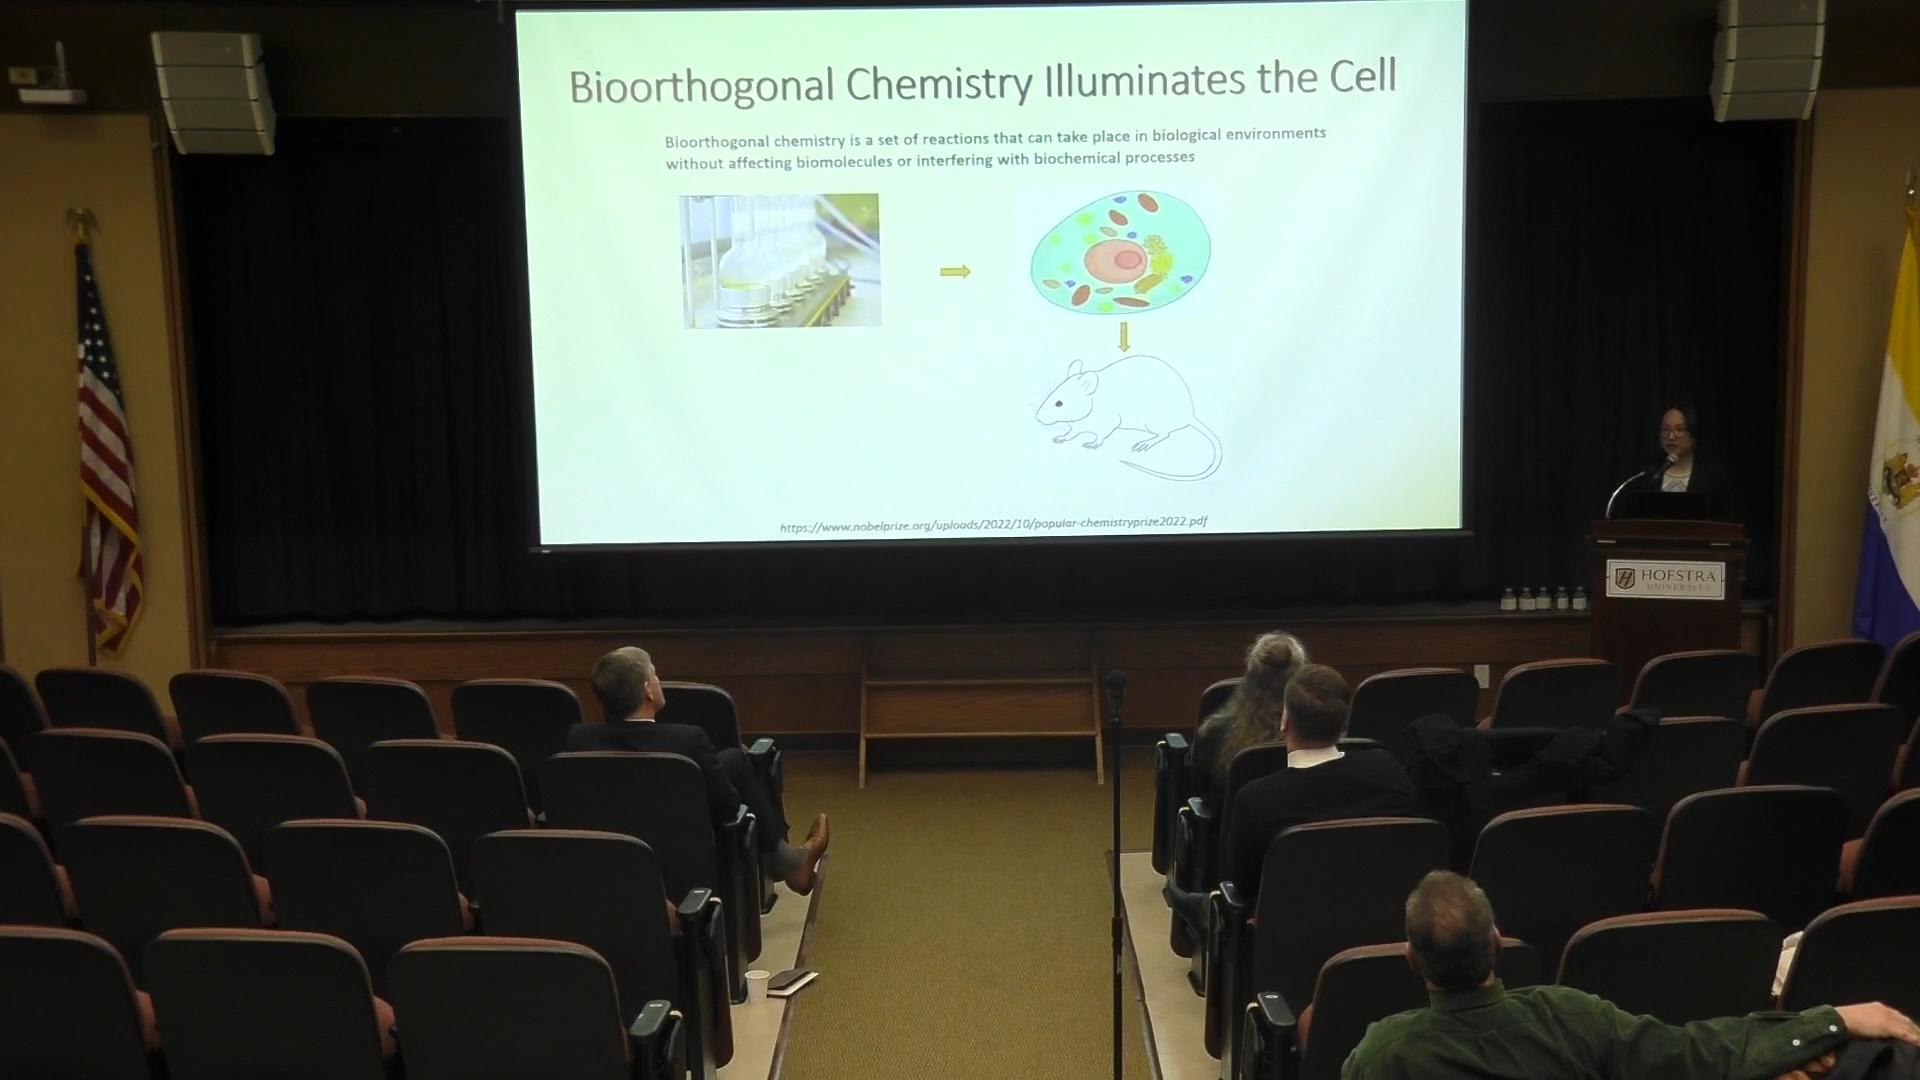 Bioorthogonal Chemistry Illuminates the Cell
Bioorthogonal chemistry is a set of reactions that can take place in biological environments
without affecting biomolecules or interfering with biochemical processes
https://www.nobelprize.org/uploads/2022/10/popular-chemistryprize2022.pdf
HOFSTRA
UNIVERSITY